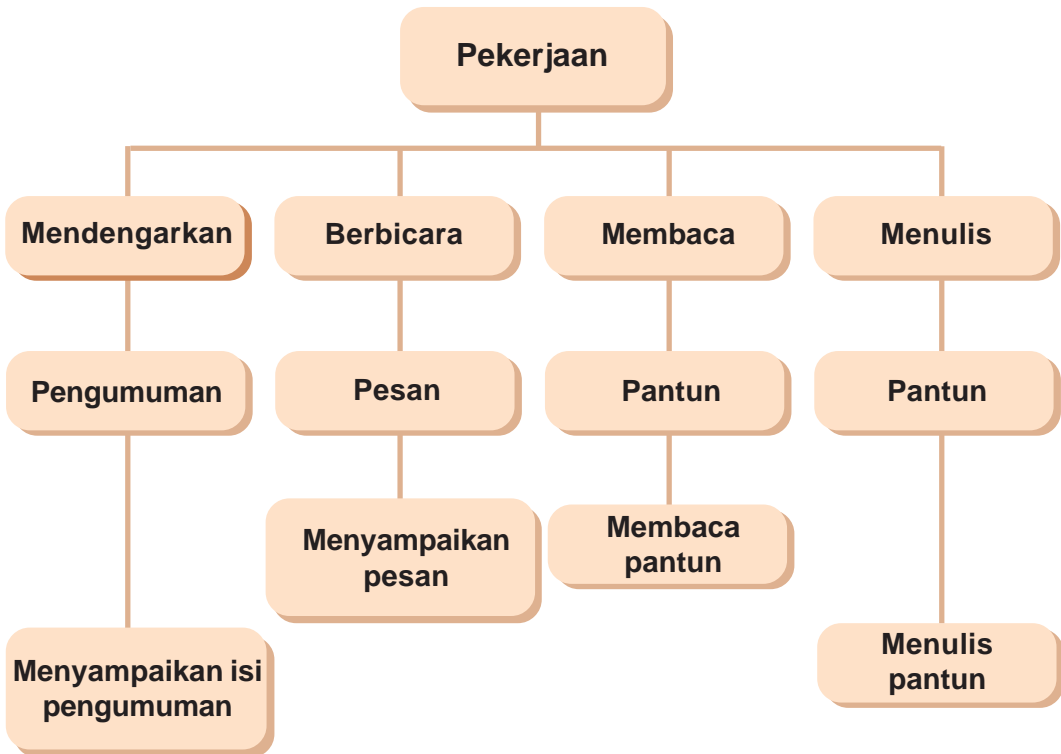 Pekerjaan
Mendengarkan
Berbicara
Membaca
Menulis
Pengumuman
Pesan
Pantun
Pantun
Menyampaikan
pesan
Membaca
pantun
Menyampaikan isi
pengumuman
Menulis
pantun